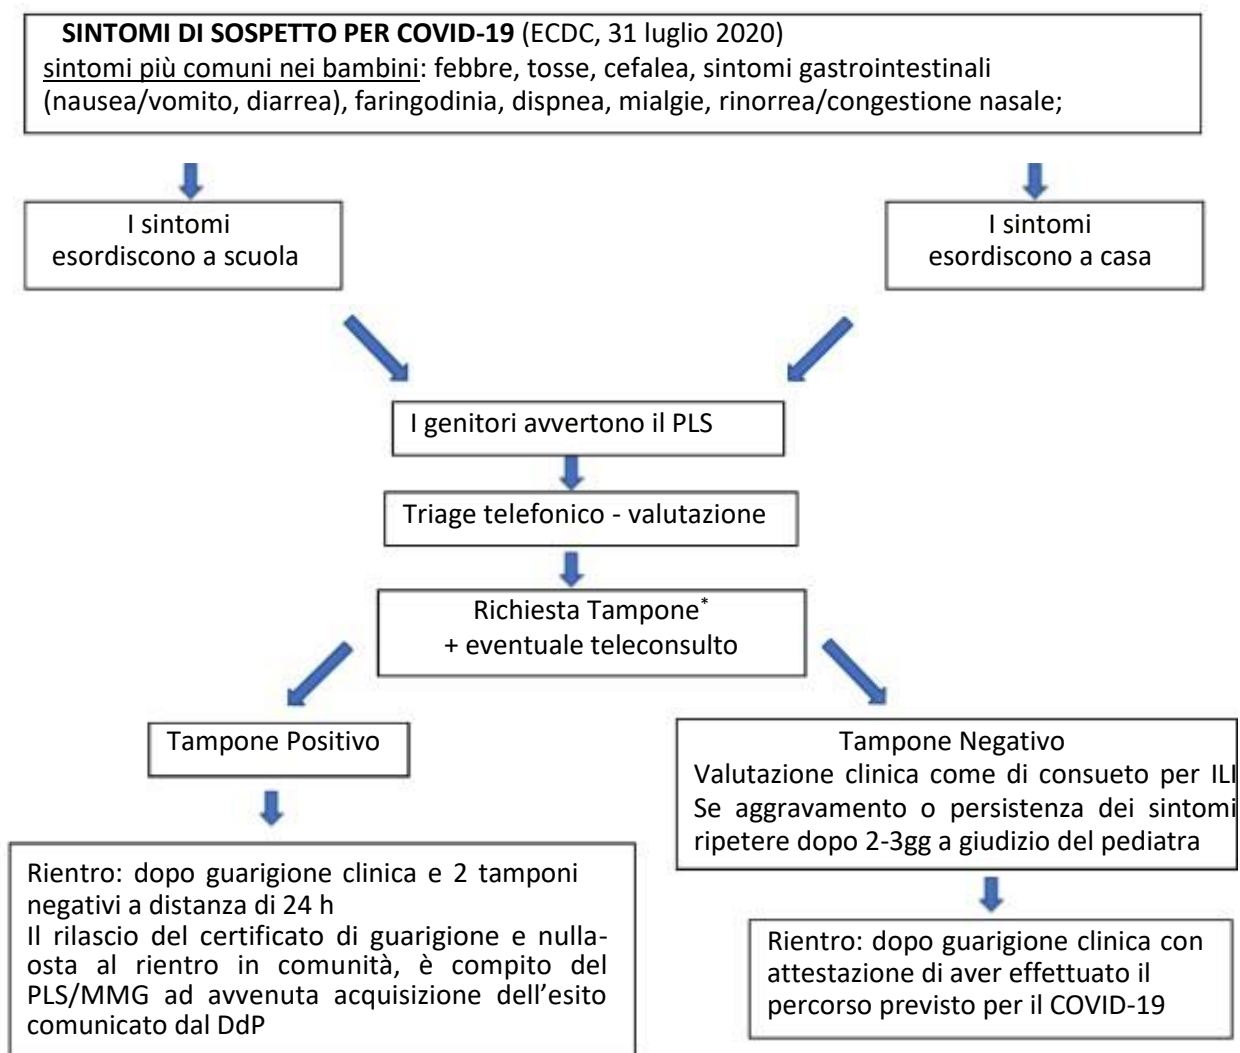 SINTOMI DI SOSPETTO PER COVID-19 (ECDC, 31 luglio 2020)
sintomi più comuni nei bambini: febbre, tosse, cefalea, sintomi gastrointestinali
(nausea/vomito, diarrea), faringodinia, dispnea, mialgie, rinorrea/congestione nasale;
I sintomi
esordiscono a scuola
I sintomi
esordiscono a casa
I genitori avvertono il PLS
Triage telefonico - valutazione
Richiesta Tampone*
+ eventuale teleconsulto
Tampone Positivo
Tampone Negativo
Valutazione clinica come di consueto per ILI
Se aggravamento o persistenza dei sintomi
ripetere dopo 2-3gg a giudizio del pediatra
Rientro: dopo guarigione clinica e 2 tamponi
negativi a distanza di 24 h
Il rilascio del certificato di guarigione e nulla-
osta al rientro in comunità, è compito del
PLS/MMG ad avvenuta acquisizione dell'esito
comunicato dal DdP
Rientro: dopo guarigione clinica con
attestazione di aver effettuato il
percorso previsto per il COVID-19